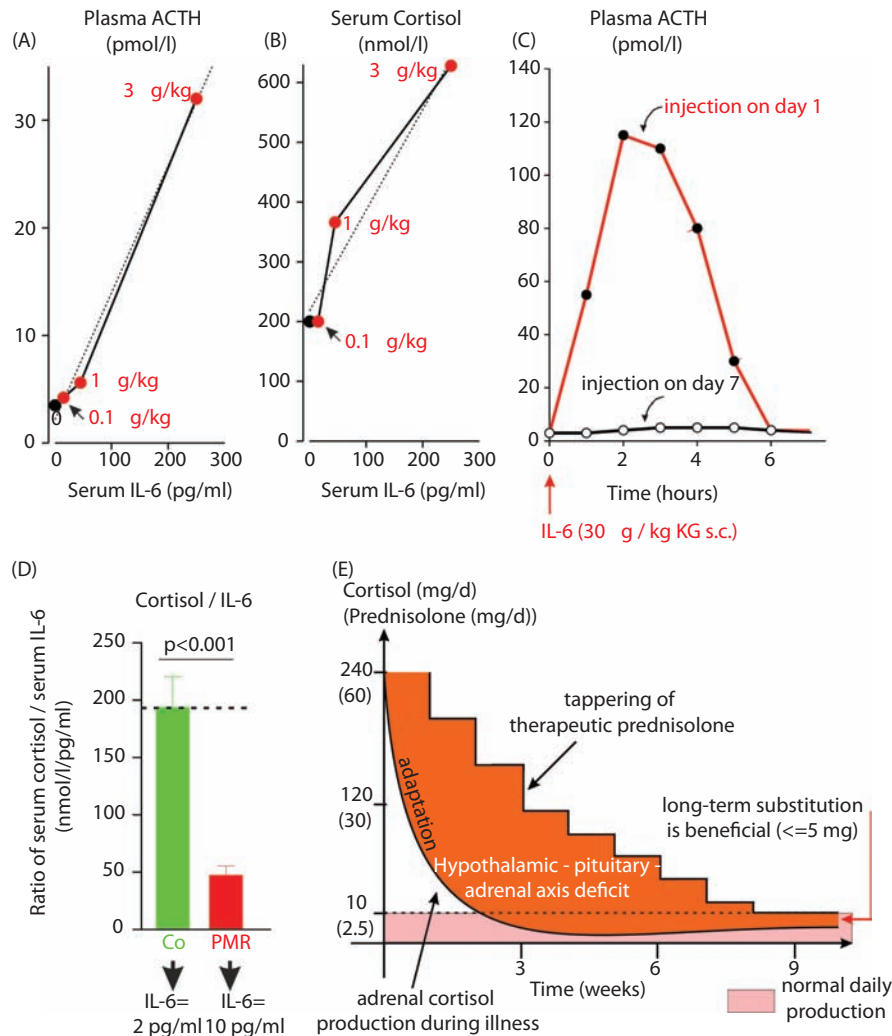 (A)
Plasma ACTH
(pmol/l)
30
20
10
0
3 g/kg
1 g/kg
0.1 g/kg
0
0 100 200 300
Serum IL-6 (pg/ml)
(B)
Serum Cortisol
(nmol/l)
600
500
400
300
200
100
0
3 g/kg
1 g/kg
0.1 g/kg
0 100 200 300
Serum IL-6 (pg/ml)
(C)
Plasma ACTH
(pmol/l)
140
120
100
80
60
40
20
0
injection on day 1
injection on day 7
0 2 4 6
Time (hours)
IL-6 (30 g / kg KG s.c.)
(D)
Cortisol / IL-6
p<0.001
Ratio of serum cortisol / serum IL-6
(nmol/l/pg/ml)
250
200
150
100
50
0
Co PMR
IL-6= IL-6=
2 pg/ml 10 pg/ml
(E)
Cortisol (mg/d)
(Prednisolone (mg/d))
240
(60)
120
(30)
10
(2.5)
tappering of
therapeutic prednisolone
adaptation
Hypothalamic - pituitary -
adrenal axis deficit
long-term substitution
is beneficial (<=5 mg)
3 6 9
Time (weeks)
adrenal cortisol
production during illness
normal daily
production